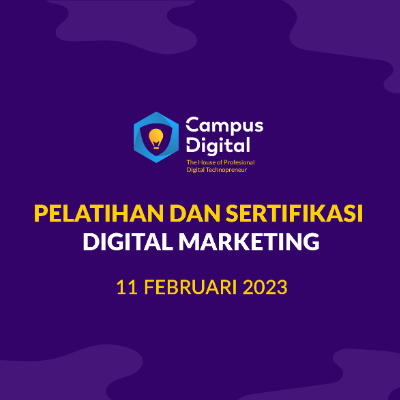 Campus
Digital
The House of Profesional
Digital Technopreneur
PELATIHAN DAN SERTIFIKASI
DIGITAL MARKETING
11 FEBRUARI 2023